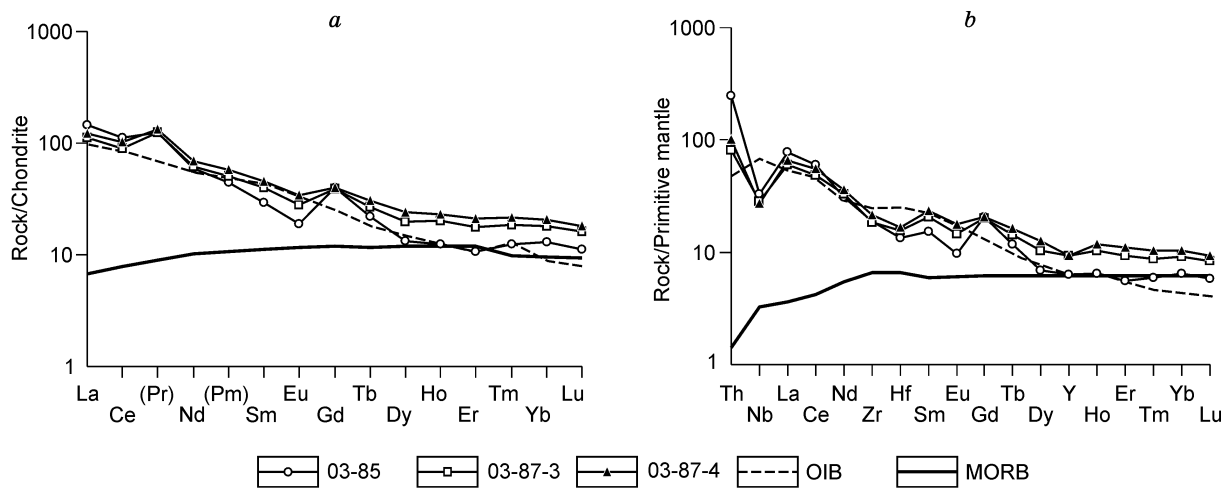 a
Rock/Chondrite
1000
100
10
1
La Ce (Pr) Nd (Pm) Sm Eu Gd Tb Dy Ho Er Tm Yb Lu
b
Rock/Primitive mantle
1000
100
10
1
Th Nb La Ce Nd Zr Hf Sm Eu Gd Tb Dy Y Ho Er Tm Yb Lu
03-85 03-87-3 03-87-4 OIB MORB